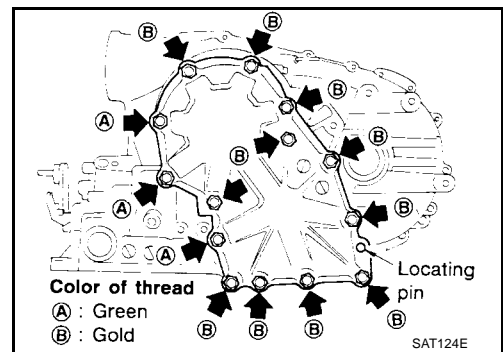 Ⓑ Ⓑ
Ⓑ
Ⓐ
Ⓑ
Ⓑ
Ⓐ
Ⓑ
Ⓐ
Locating
pin
Color of thread
Ⓐ : Green
Ⓑ : Gold
Ⓑ Ⓑ Ⓑ Ⓑ
SAT124E